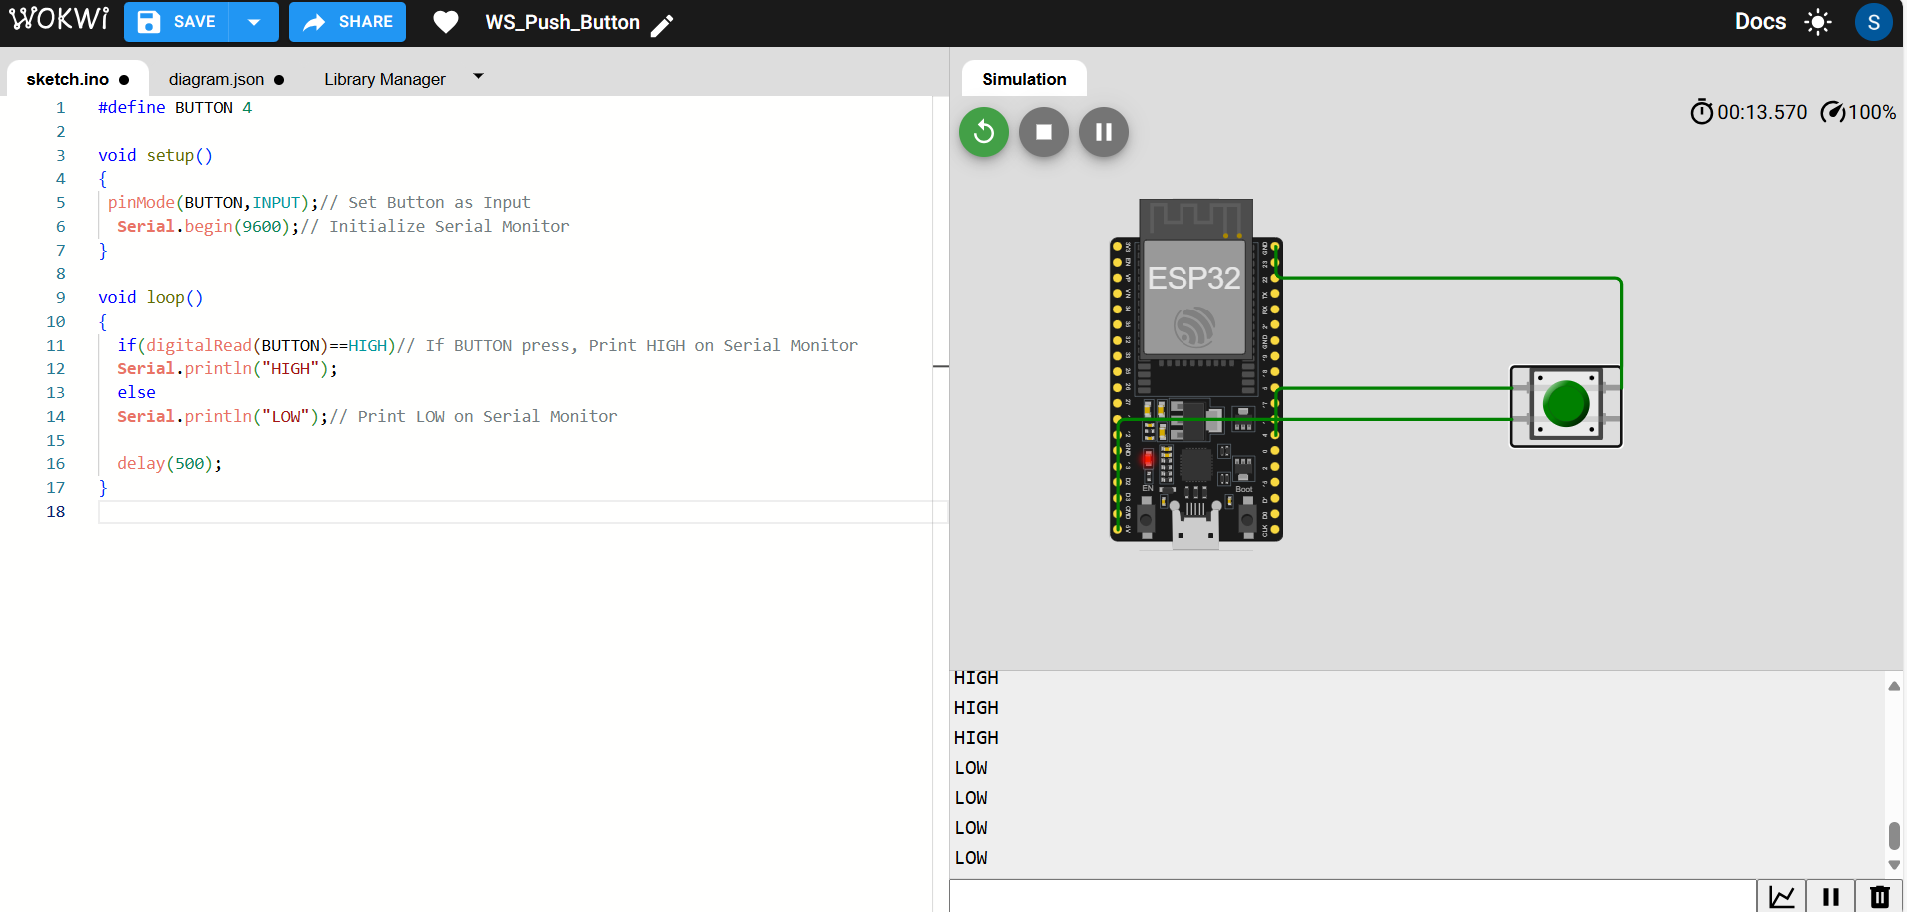 WOKWI SAVE SHARE WS_Push_Button Docs S
sketch.ino ● diagram.json ● Library Manager
1 #define BUTTON 4
2
3 void setup()
4 {
5 pinMode(BUTTON,INPUT);// Set Button as Input
6 Serial.begin(9600);// Initialize Serial Monitor
7 }
8
9 void loop()
10 {
11 if(digitalRead(BUTTON)==HIGH)// If BUTTON press, Print HIGH on Serial Monitor
12 Serial.println("HIGH");
13 else
14 Serial.println("LOW");// Print LOW on Serial Monitor
15
16 delay(500);
17 }
18
Simulation
00:13.570 100%
ESP32
EN
Boot
HIGH
HIGH
HIGH
LOW
LOW
LOW
LOW